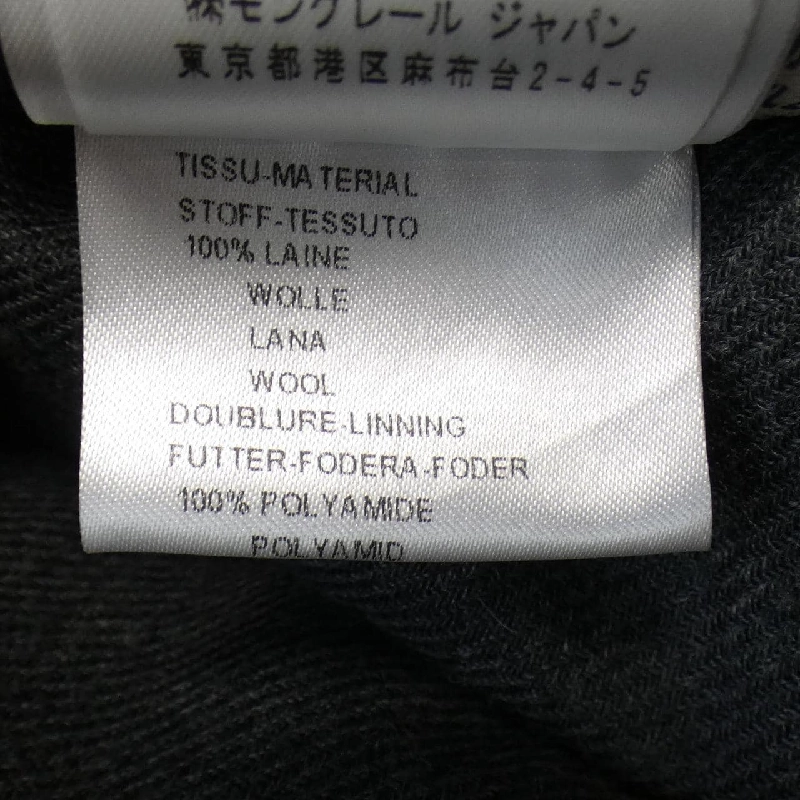 ㈱モンクレール ジャパン
東京都港区麻布台2-4-5
TISSU-MATERIAL
STOFF-TESSUTO
100% LAINE
WOLLE
LANA
WOOL
DOUBLURE-LINNING
FUTTER-FODERA-FODER
100% POLYAMIDE
POLYAMID